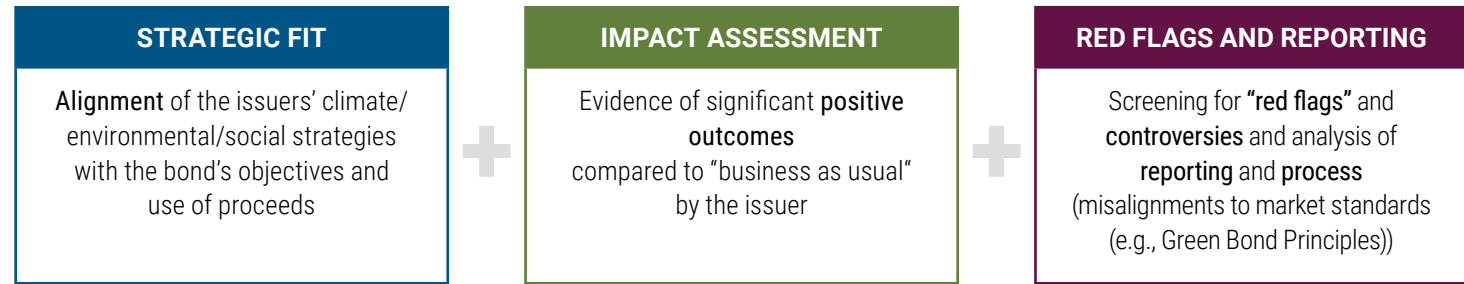 STRATEGIC FIT
Alignment of the issuers’ climate/
environmental/social strategies
with the bond’s objectives and
use of proceeds
IMPACT ASSESSMENT
Evidence of significant positive
outcomes
compared to “business as usual“
by the issuer
RED FLAGS AND REPORTING
Screening for “red flags” and
controversies and analysis of
reporting and process
(misalignments to market standards
(e.g., Green Bond Principles))